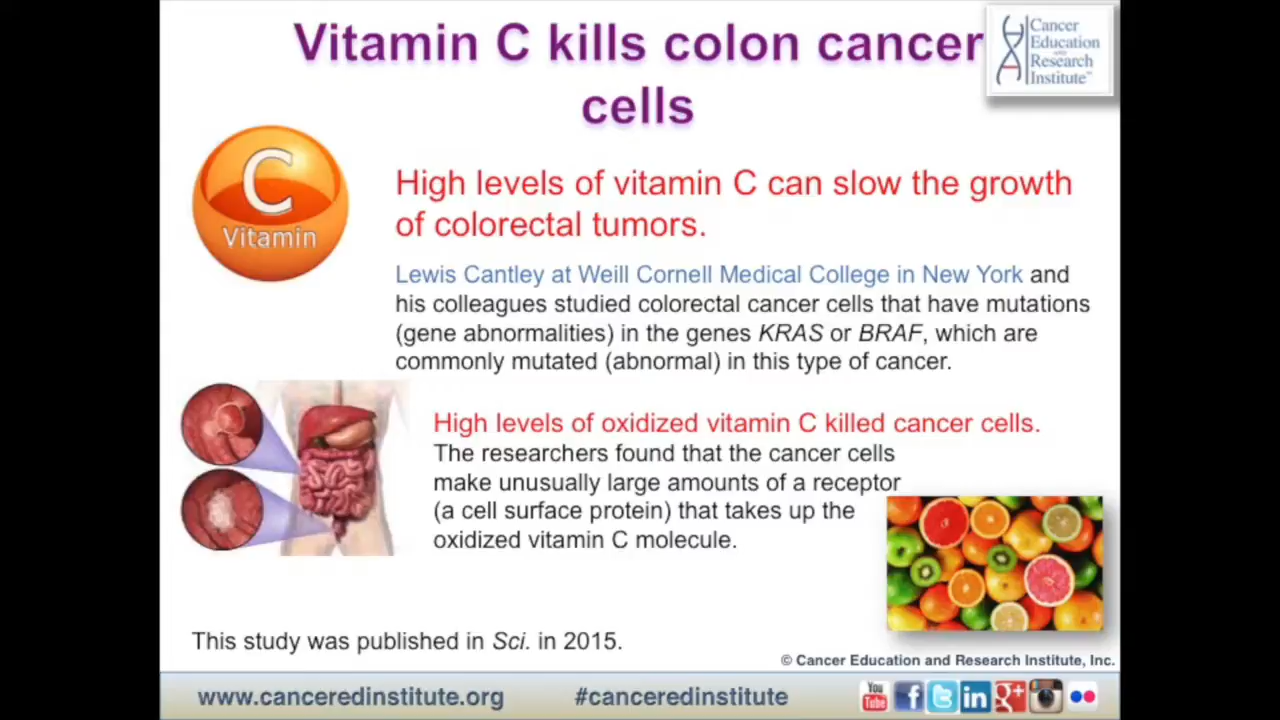 Vitamin C kills colon cancer
cells
Cancer
Education
and
Research
Institute™
C
Vitamin
High levels of vitamin C can slow the growth
of colorectal tumors.
Lewis Cantley at Weill Cornell Medical College in New York and
his colleagues studied colorectal cancer cells that have mutations
(gene abnormalities) in the genes KRAS or BRAF, which are
commonly mutated (abnormal) in this type of cancer.
High levels of oxidized vitamin C killed cancer cells.
The researchers found that the cancer cells
make unusually large amounts of a receptor
(a cell surface protein) that takes up the
oxidized vitamin C molecule.
This study was published in Sci. in 2015.
© Cancer Education and Research Institute, Inc.
www.canceredinstitute.org #canceredinstitute You Tube f in g+